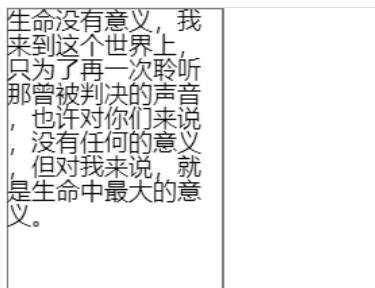 生命没有意义，我
来到这个世界上，
只为了再一次聆听
那曾被判决的声音
，也许对你们来说
，没有任何的意义
，但对我来说，就
是生命中最大的意
义。